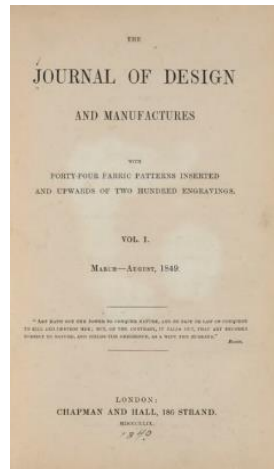 THE
JOURNAL OF DESIGN
AND MANUFACTURES
WITH
FORTY-FOUR FABRIC PATTERNS INSERTED
AND UPWARDS OF TWO HUNDRED ENGRAVINGS.
VOL. I.
MARCH—AUGUST, 1849.
LONDON:
CHAPMAN AND HALL, 186 STRAND.
MDCCCXLIX.
1849